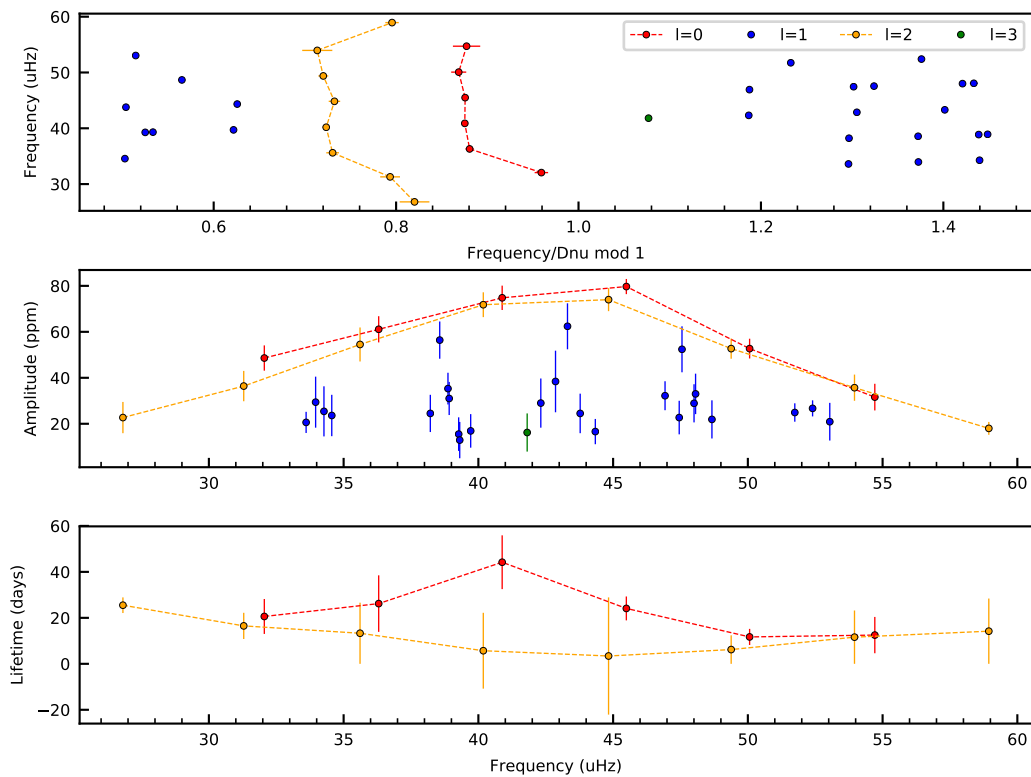 60
50
40
30
Frequency (uHz)
l=0 l=1 l=2 l=3
0.6 0.8 1.0 1.2 1.4
Frequency/Dnu mod 1
80
60
40
20
Amplitude (ppm)
25 30 35 40 45 50 55 60
60
40
20
0
−20
Lifetime (days)
25 30 35 40 45 50 55 60
Frequency (uHz)